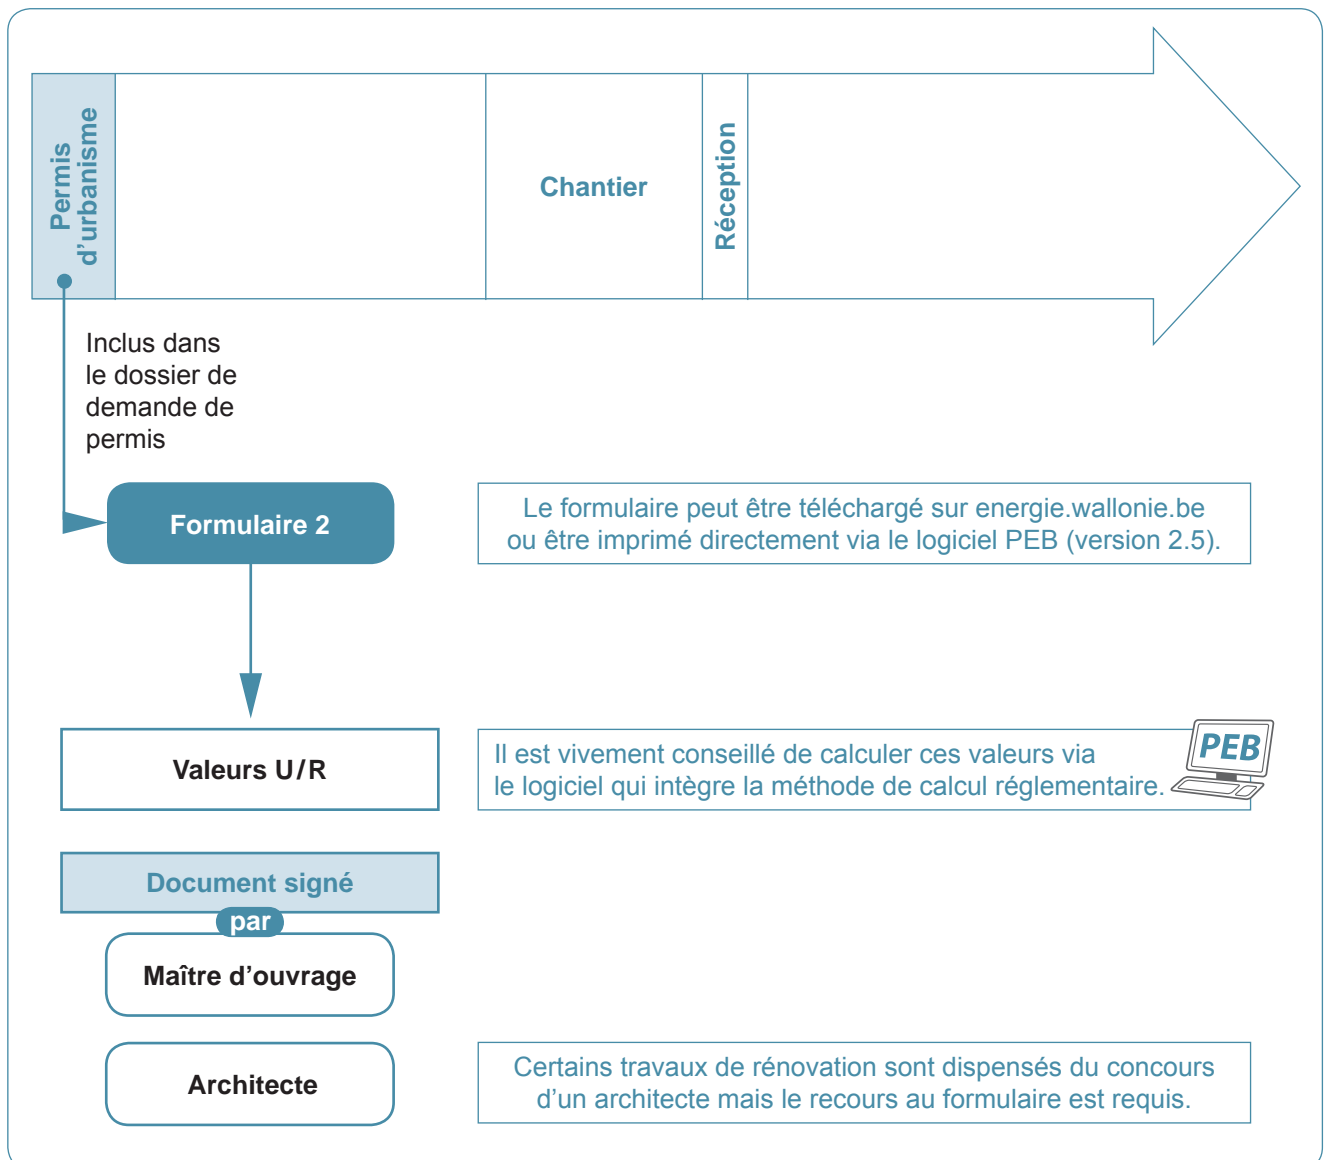 Permis
d'urbanisme
Chantier
Réception
Inclus dans
le dossier de
demande de
permis
Formulaire 2
Le formulaire peut être téléchargé sur energie.wallonie.be
ou être imprimé directement via le logiciel PEB (version 2.5).
Valeurs U/R
Il est vivement conseillé de calculer ces valeurs via
le logiciel qui intègre la méthode de calcul réglementaire.
PEB
Document signé
par
Maître d'ouvrage
Architecte
Certains travaux de rénovation sont dispensés du concours
d'un architecte mais le recours au formulaire est requis.